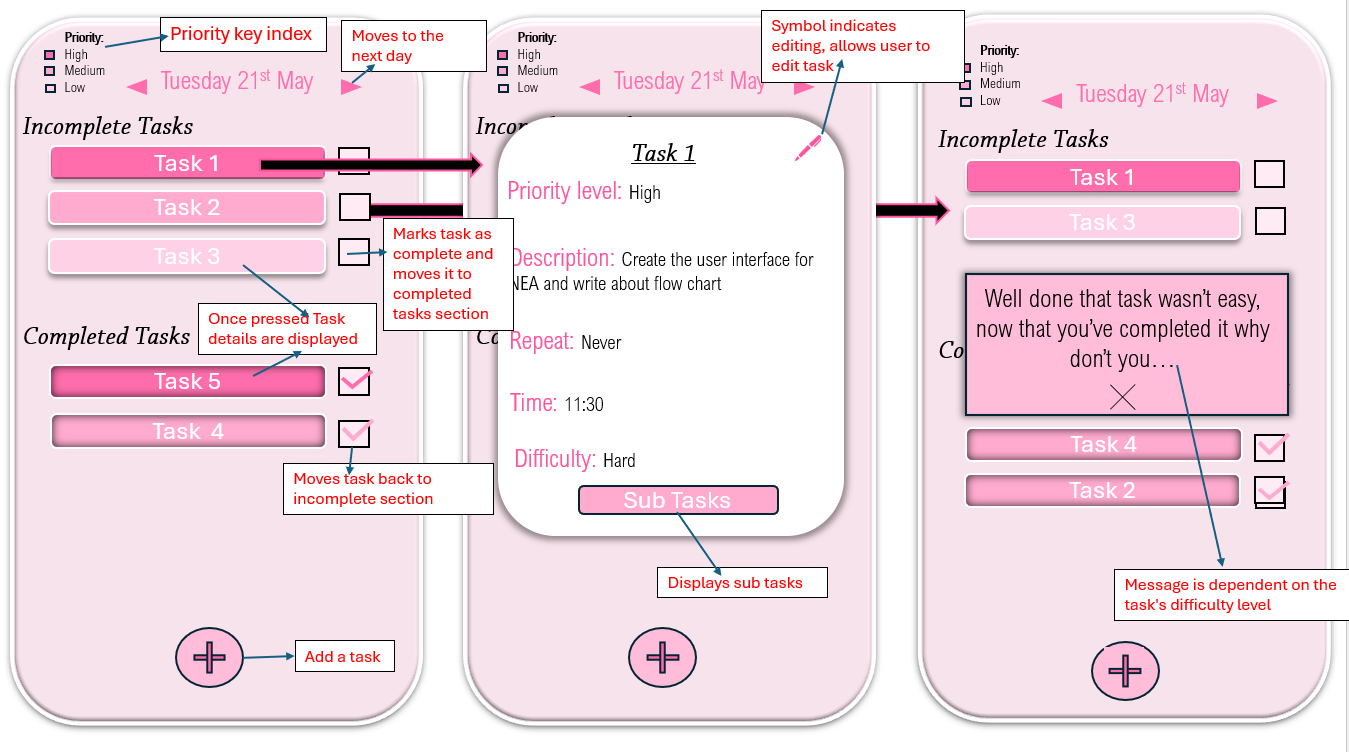 Priority:
High
Medium
Low
Priority key index
Moves to the
next day
Tuesday 21st May
Incomplete Tasks
Task 1
Task 2
Task 3
Marks task as
complete and
moves it to
completed
tasks section
Once pressed Task
details are displayed
Completed Tasks
Task 5
Task 4
Moves task back to
incomplete section
Add a task
Priority:
High
Medium
Low
Tuesday 21st May
Symbol indicates
editing, allows user to
edit task
Task 1
Priority level: High
Description: Create the user interface for
NEA and write about flow chart
Repeat: Never
Time: 11:30
Difficulty: Hard
Sub Tasks
Displays sub tasks
Priority:
High
Medium
Low
Tuesday 21st May
Incomplete Tasks
Task 1
Task 3
Well done that task wasn't easy,
now that you've completed it why
don't you…
Task 4
Task 2
Message is dependent on the
task's difficulty level